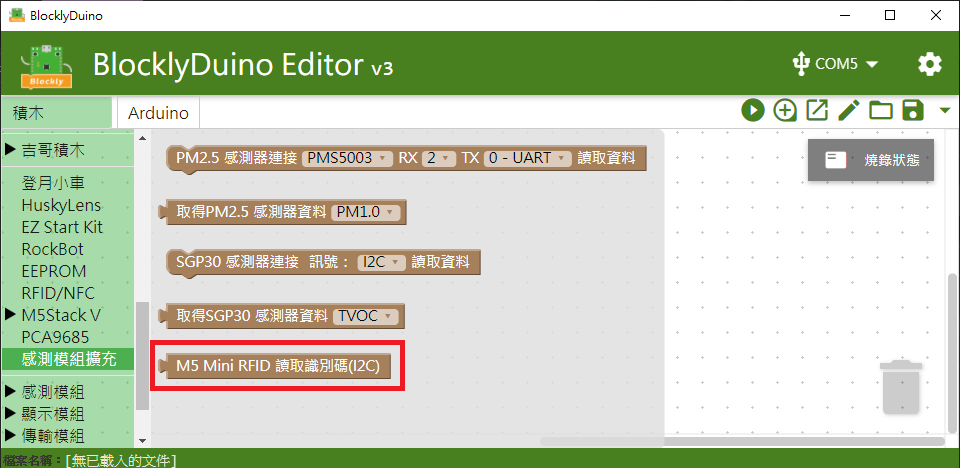 BlocklyDuino
Blockly
BlocklyDuino Editor v3
COM5
積木
Arduino
吉哥積木
登月小車
HuskyLens
EZ Start Kit
RockBot
EEPROM
RFID/NFC
M5Stack V
PCA9685
感測模組擴充
感測模組
顯示模組
傳輸模組
PM2.5 感測器連接 PMS5003 RX 2 TX 0 - UART 讀取資料
取得PM2.5 感測器資料 PM1.0
SGP30 感測器連接 訊號： I2C 讀取資料
取得SGP30 感測器資料 TVOC
M5 Mini RFID 讀取識別碼(I2C)
燒錄狀態
檔案名稱：[無已載入的文件]